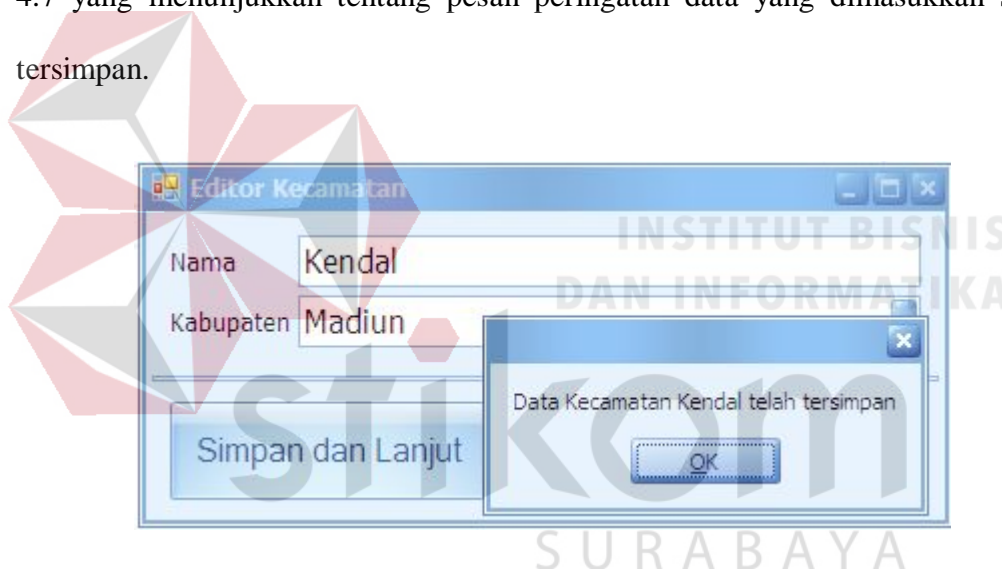 4.7 yang menunjukkan tentang pesan peringatan data yang dimasukkan
tersimpan.
Editor Kecamatan
INSTITUT BISNIS
DAN INFORMATIKA
Nama Kendal
Kabupaten Madiun
Data Kecamatan Kendal telah tersimpan
Simpan dan Lanjut
OK
stikom
SURABAYA